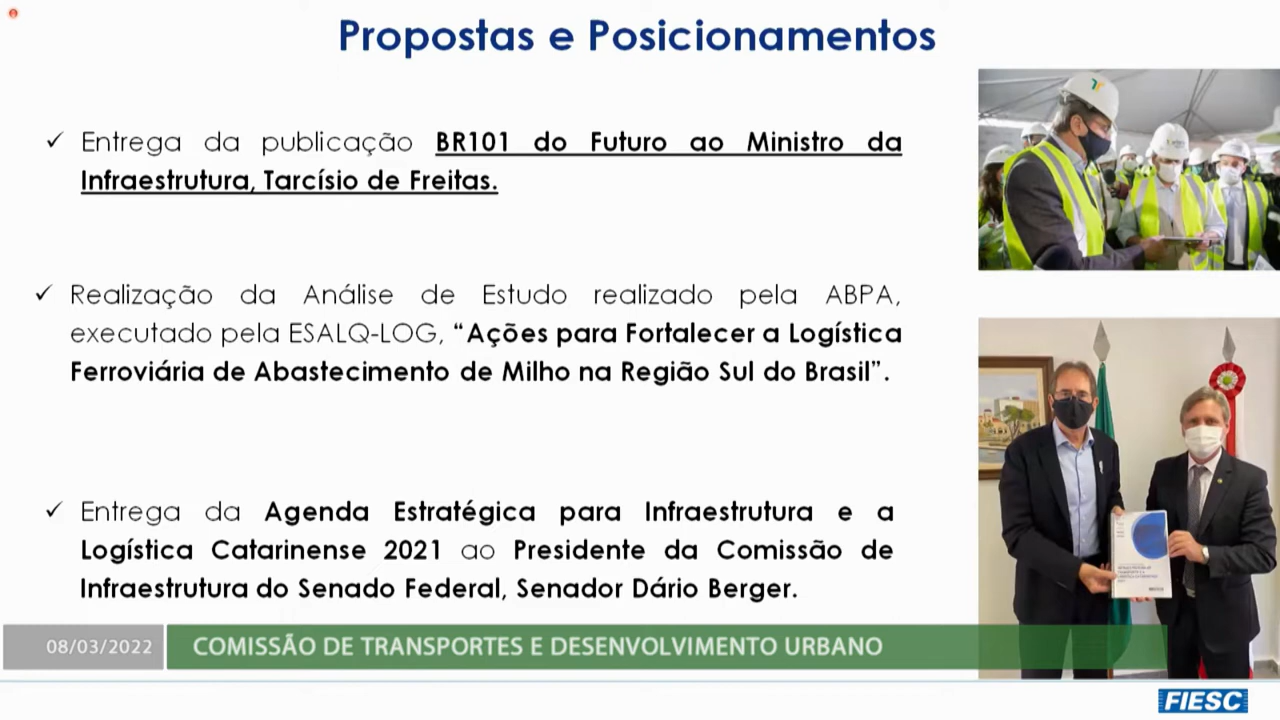 Propostas e Posicionamentos
✓ Entrega da publicação BR101 do Futuro ao Ministro da
Infraestrutura, Tarcísio de Freitas.
✓ Realização da Análise de Estudo realizado pela ABPA,
executado pela ESALQ-LOG, “Ações para Fortalecer a Logística
Ferroviária de Abastecimento de Milho na Região Sul do Brasil”.
✓ Entrega da Agenda Estratégica para Infraestrutura e a
Logística Catarinense 2021 ao Presidente da Comissão de
Infraestrutura do Senado Federal, Senador Dário Berger.
08/03/2022 COMISSÃO DE TRANSPORTES E DESENVOLVIMENTO URBANO
FIESC